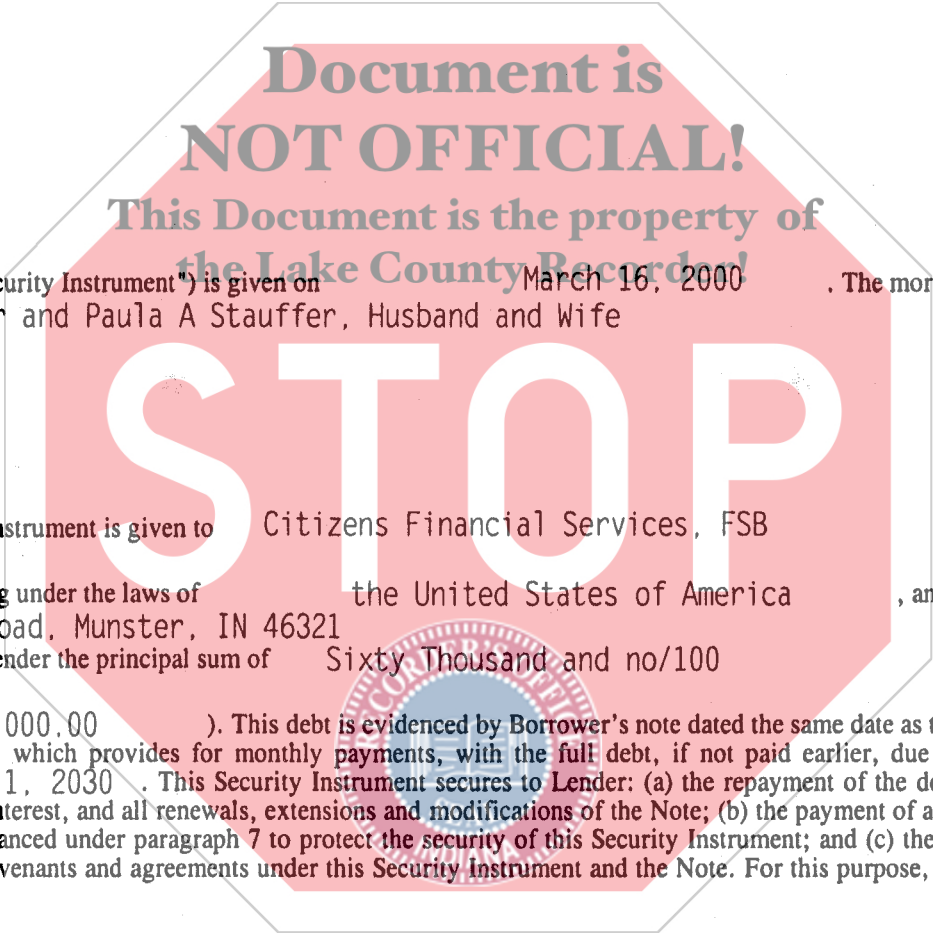 Document is
NOT OFFICIAL!
This Document is the property of
the Lake County Recorder!
curity Instrument") is given on March 16, 2000 . The mor
and Paula A Stauffer, Husband and Wife
STOP
nstrument is given to Citizens Financial Services, FSB
g under the laws of the United States of America , an
oad, Munster, IN 46321
ender the principal sum of Sixty Thousand and no/100
RECORDER'S OFFICE
000.00 ). This debt is evidenced by Borrower's note dated the same date as t
which provides for monthly payments, with the full debt, if not paid earlier, due
1, 2030 . This Security Instrument secures to Lender: (a) the repayment of the de
nterest, and all renewals, extensions and modifications of the Note; (b) the payment of a
anced under paragraph 7 to protect the security of this Security Instrument; and (c) the
venants and agreements under this Security Instrument and the Note. For this purpose,
INDIANA